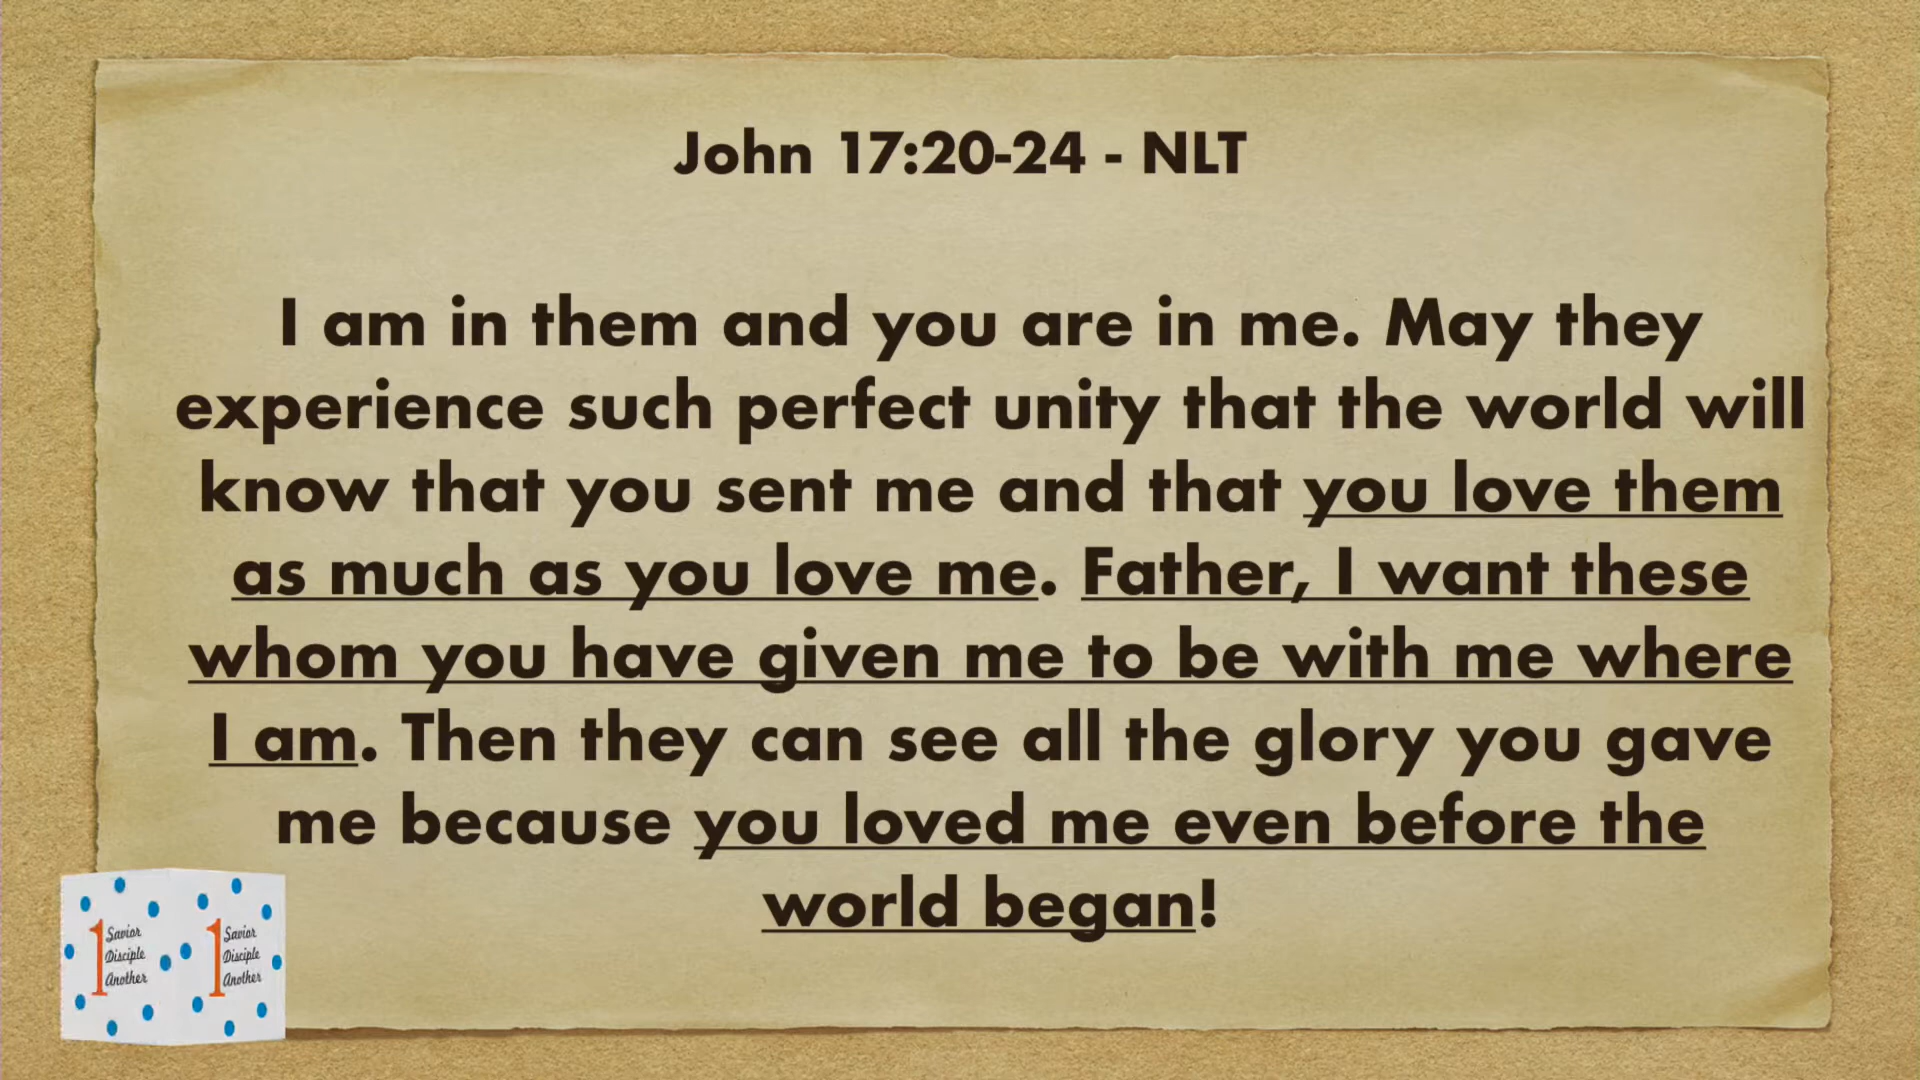 John 17:20-24 - NLT
I am in them and you are in me. May they
experience such perfect unity that the world will
know that you sent me and that you love them
as much as you love me. Father, I want these
whom you have given me to be with me where
I am. Then they can see all the glory you gave
me because you loved me even before the
world began!
1 Savior
Disciple
Another
1 Savior
Disciple
Another